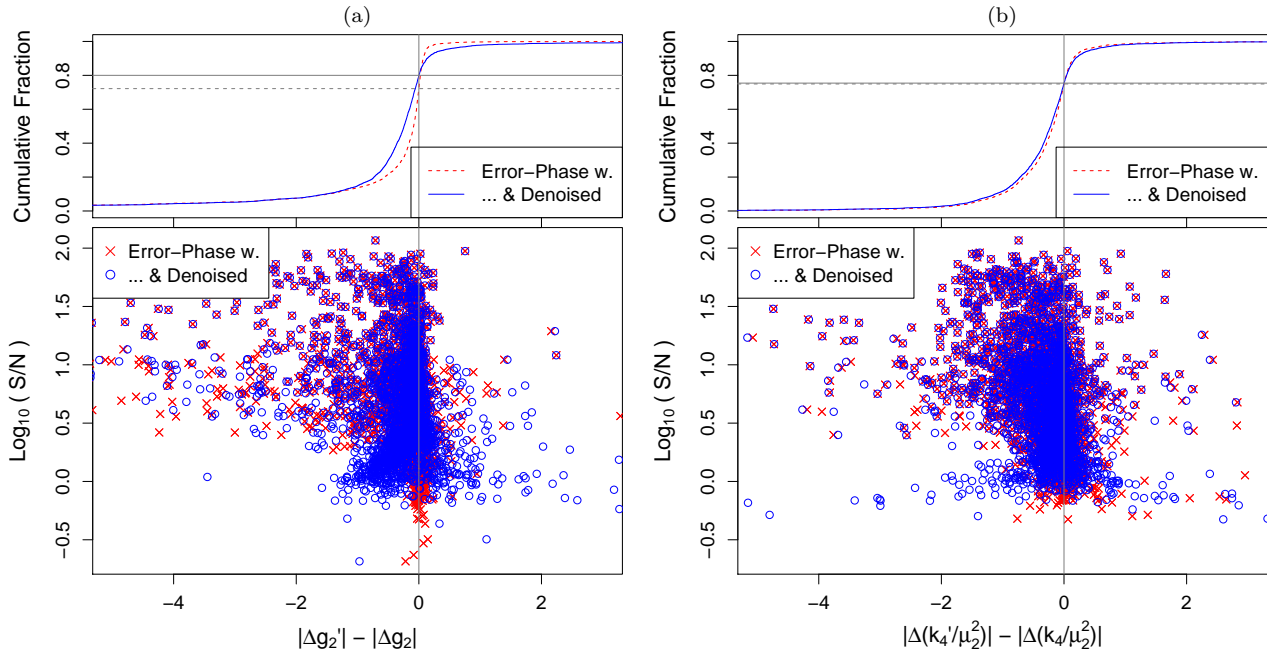 (a)
Cumulative Fraction
0.8
0.4
0.0
Error−Phase w.
... & Denoised
Log10 ( S/N )
2.0
1.5
1.0
0.5
0.0
−0.5
Error−Phase w.
... & Denoised
−4 −2 0 2
|Δg2'| − |Δg2|
(b)
Cumulative Fraction
0.8
0.4
0.0
Error−Phase w.
... & Denoised
Log10 ( S/N )
2.0
1.5
1.0
0.5
0.0
−0.5
Error−Phase w.
... & Denoised
−4 −2 0 2
|Δ(k4'/μ2²)| − |Δ(k4/μ2²)|